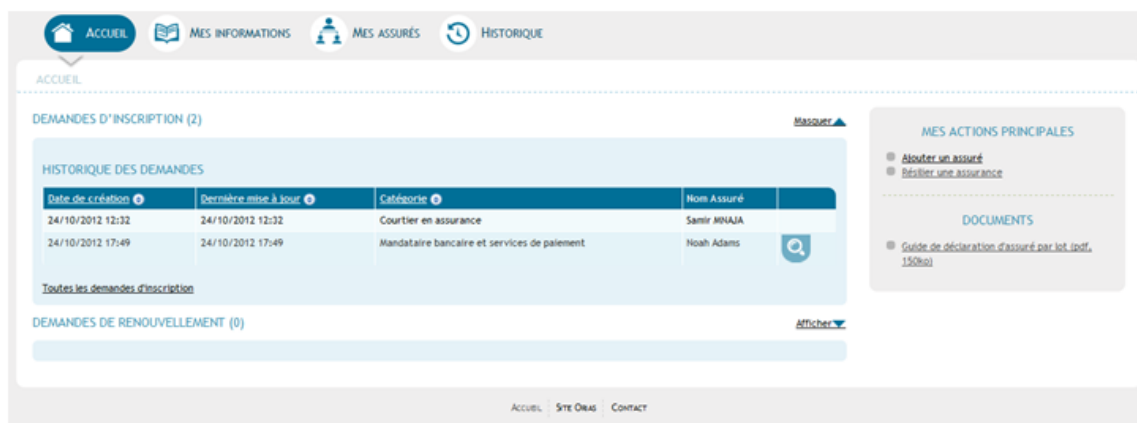 ACCUEIL MES INFORMATIONS MES ASSURÉS HISTORIQUE
ACCUEIL
DEMANDES D'INSCRIPTION (2) Masquer
HISTORIQUE DES DEMANDES
Date de création Dernière mise à jour Catégorie Nom Assuré
24/10/2012 12:32 24/10/2012 12:32 Courtier en assurance Samir MNAJA
24/10/2012 17:49 24/10/2012 17:49 Mandataire bancaire et services de paiement Noah Adams
Toutes les demandes d'inscription
DEMANDES DE RENOUVELLEMENT (0) Afficher
MES ACTIONS PRINCIPALES
Ajouter un assuré
Résilier une assurance
DOCUMENTS
Guide de déclaration d'assuré par lot (pdf,
150ko)
ACCUEIL SITE ORIAS CONTACT